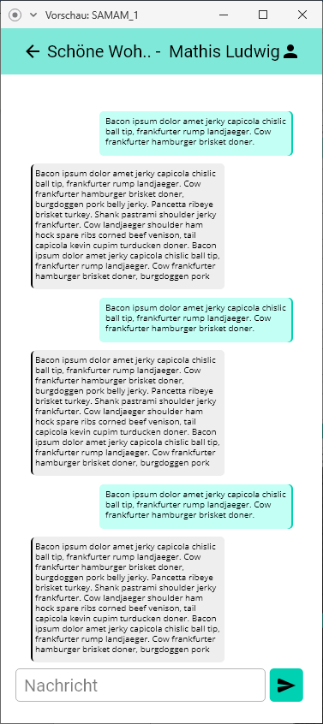 Vorschau: SAMAM_1
Schöne Woh.. - Mathis Ludwig
Bacon ipsum dolor amet jerky capicola chislic
ball tip, frankfurter rump landjaeger. Cow
frankfurter hamburger brisket doner.
Bacon ipsum dolor amet jerky capicola chislic
ball tip, frankfurter rump landjaeger. Cow
frankfurter hamburger brisket doner,
burgdoggen pork belly jerky. Pancetta ribeye
brisket turkey. Shank pastrami shoulder jerky
frankfurter. Cow landjaeger shoulder ham
hock spare ribs corned beef venison, tail
capicola kevin cupim turducken doner. Bacon
ipsum dolor amet jerky capicola chislic ball tip,
frankfurter rump landjaeger. Cow frankfurter
hamburger brisket doner, burgdoggen pork
Bacon ipsum dolor amet jerky capicola chislic
ball tip, frankfurter rump landjaeger. Cow
frankfurter hamburger brisket doner.
Bacon ipsum dolor amet jerky capicola chislic
ball tip, frankfurter rump landjaeger. Cow
frankfurter hamburger brisket doner,
burgdoggen pork belly jerky. Pancetta ribeye
brisket turkey. Shank pastrami shoulder jerky
frankfurter. Cow landjaeger shoulder ham
hock spare ribs corned beef venison, tail
capicola kevin cupim turducken doner. Bacon
ipsum dolor amet jerky capicola chislic ball tip,
frankfurter rump landjaeger. Cow frankfurter
hamburger brisket doner, burgdoggen pork
Bacon ipsum dolor amet jerky capicola chislic
ball tip, frankfurter rump landjaeger. Cow
frankfurter hamburger brisket doner.
Bacon ipsum dolor amet jerky capicola chislic
ball tip, frankfurter rump landjaeger. Cow
frankfurter hamburger brisket doner,
burgdoggen pork belly jerky. Pancetta ribeye
brisket turkey. Shank pastrami shoulder jerky
frankfurter. Cow landjaeger shoulder ham
hock spare ribs corned beef venison, tail
capicola kevin cupim turducken doner. Bacon
ipsum dolor amet jerky capicola chislic ball tip,
frankfurter rump landjaeger. Cow frankfurter
hamburger brisket doner, burgdoggen pork
Nachricht